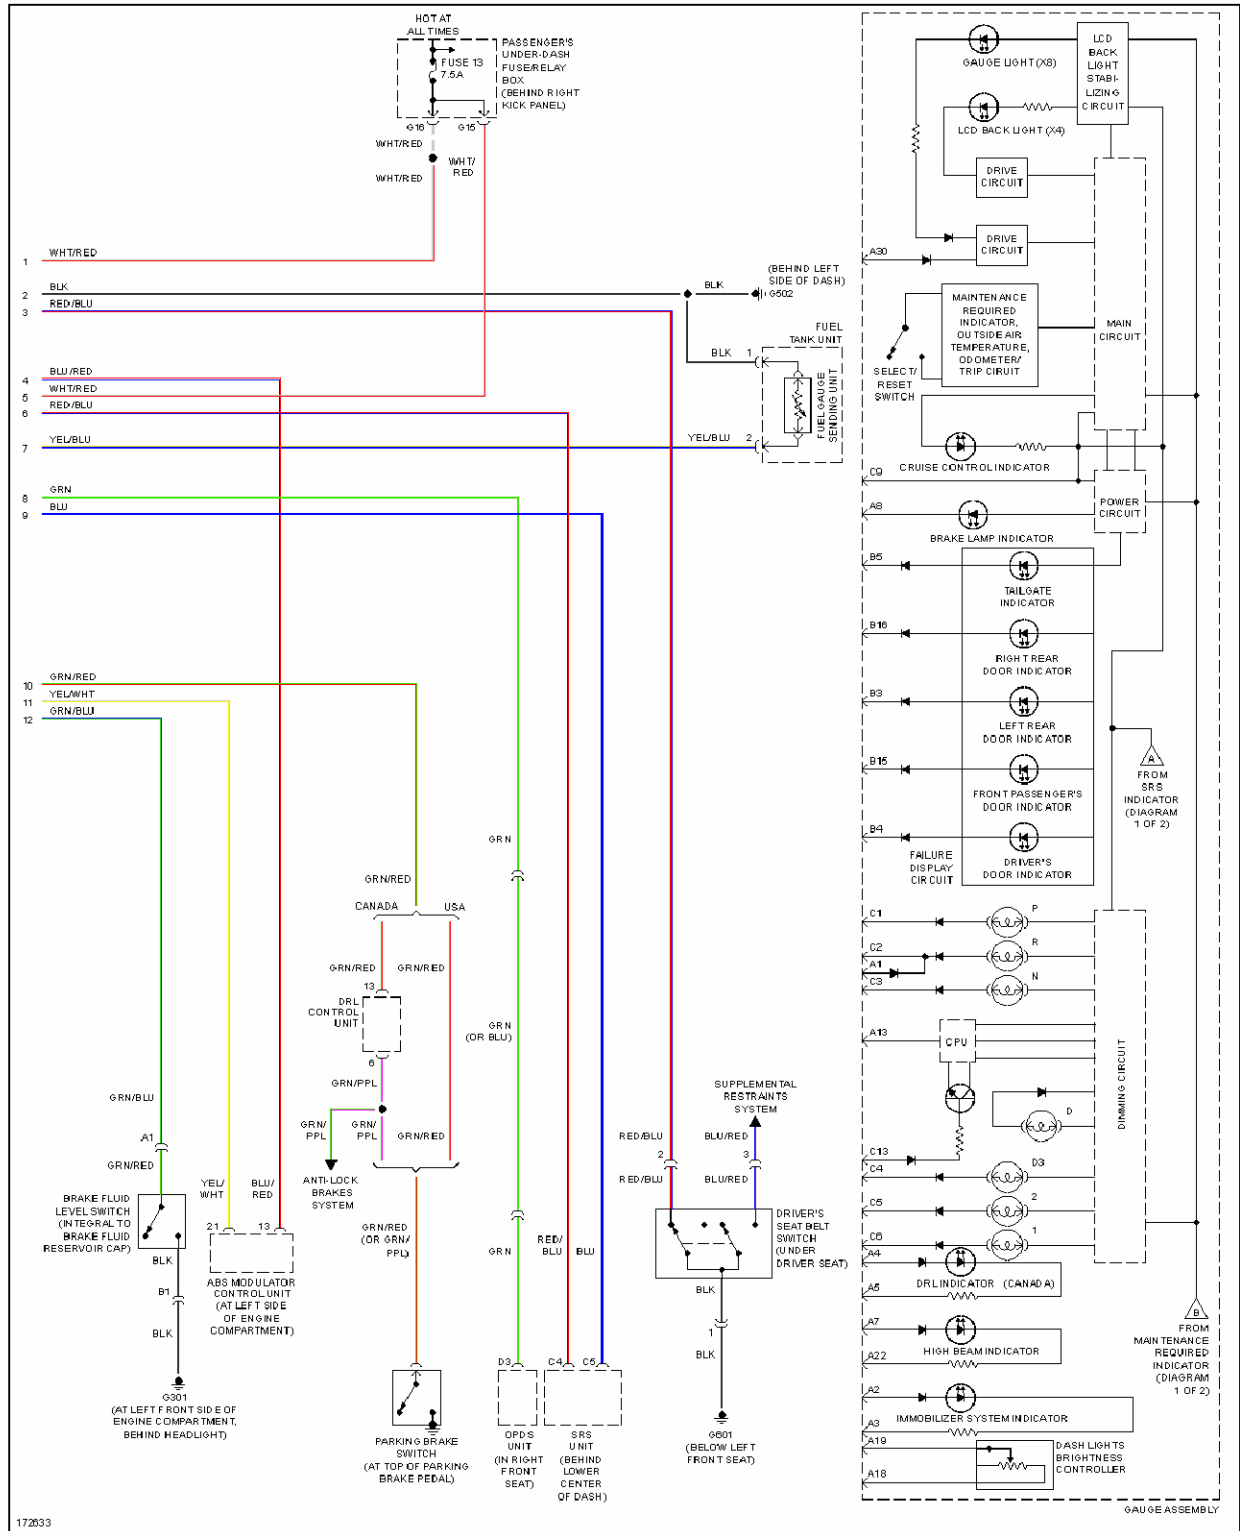 HOT AT
ALL TIMES
PASSENGER'S
UNDER-DASH
FUSE/RELAY
BOX
(BEHIND RIGHT
KICK PANEL)
FUSE 13
7.5A
G16
G15
WHT/RED
WHT/
RED
WHT/RED
1
WHT/RED
2
BLK
3
RED/BLU
4
BLU/RED
5
WHT/RED
6
RED/BLU
7
YEL/BLU
8
GRN
9
BLU
10
GRN/RED
11
YEL/WHT
12
GRN/BLU
BLK
(BEHIND LEFT
SIDE OF DASH)
G502
FUEL
TANK UNIT
BLK
1
FUEL GAUGE
SENDING UNIT
YEL/BLU
2
GRN
GRN/RED
CANADA
USA
GRN/RED
GRN/RED
13
DRL
CONTROL
UNIT
6
GRN/PPL
GRN/
PPL
GRN/
PPL
GRN/RED
ANTI-LOCK
BRAKES
SYSTEM
GRN/RED
(OR GRN/
PPL)
GRN
(OR BLU)
GRN
RED/
BLU
BLU
GRN/BLU
A1
GRN/RED
BRAKE FLUID
LEVEL SWITCH
(INTEGRAL TO
BRAKE FLUID
RESERVOIR CAP)
BLK
B1
BLK
G301
(AT LEFT FRONT SIDE OF
ENGINE COMPARTMENT,
BEHIND HEADLIGHT)
YEL/
WHT
BLU/
RED
21
13
ABS MODULATOR
CONTROL UNIT
(AT LEFT SIDE
OF ENGINE
COMPARTMENT)
PARKING BRAKE
SWITCH
(AT TOP OF PARKING
BRAKE PEDAL)
D3
OPDS
UNIT
(IN RIGHT
FRONT
SEAT)
C4
C5
SRS
UNIT
(BEHIND
LOWER
CENTER
OF DASH)
SUPPLEMENTAL
RESTRAINTS
SYSTEM
RED/BLU
BLU/RED
2
3
RED/BLU
BLU/RED
DRIVER'S
SEAT BELT
SWITCH
(UNDER
DRIVER SEAT)
BLK
1
BLK
G601
(BELOW LEFT
FRONT SEAT)
GAUGE LIGHT (X8)
LCD
BACK
LIGHT
STABI-
LIZING
CIRCUIT
LCD BACK LIGHT (X4)
DRIVE
CIRCUIT
DRIVE
CIRCUIT
A30
MAINTENANCE
REQUIRED
INDICATOR,
OUTSIDE AIR
TEMPERATURE,
ODOMETER/
TRIP CIRUIT
MAIN
CIRCUIT
SELECT/
RESET
SWITCH
CRUISE CONTROL INDICATOR
C9
POWER
CIRCUIT
A8
BRAKE LAMP INDICATOR
B5
TAILGATE
INDICATOR
B16
RIGHT REAR
DOOR INDICATOR
B3
LEFT REAR
DOOR INDICATOR
B15
FRONT PASSENGER'S
DOOR INDICATOR
B4
FAILURE
DISPLAY
CIRCUIT
DRIVER'S
DOOR INDICATOR
A
FROM
SRS
INDICATOR
(DIAGRAM
1 OF 2)
C1
P
C2
R
A1
C3
N
A13
CPU
DIMMING CIRCUIT
D
C13
C4
D3
C5
2
C6
1
A4
DRL INDICATOR (CANADA)
A5
A7
HIGH BEAM INDICATOR
A22
A2
IMMOBILIZER SYSTEM INDICATOR
A3
A19
A18
DASH LIGHTS
BRIGHTNESS
CONTROLLER
B
FROM
MAINTENANCE
REQUIRED
INDICATOR
(DIAGRAM
1 OF 2)
GAUGE ASSEMBLY
172633